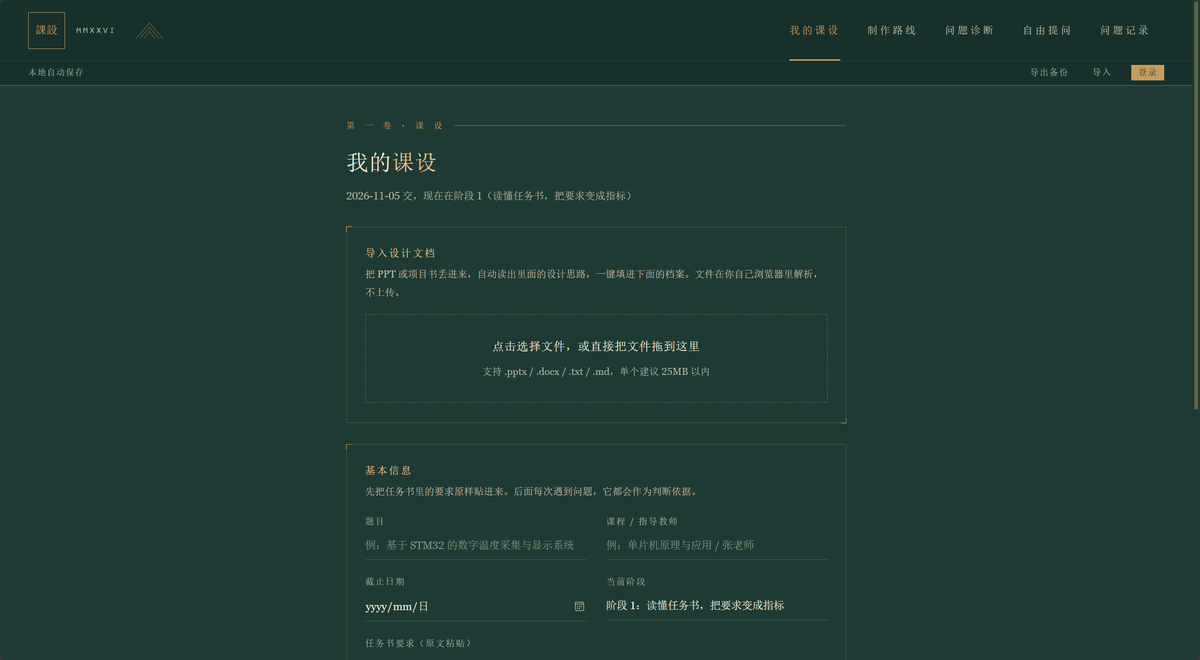 課設 MMXXVI 我的课设 制作路线 问题诊断 自由提问 问题记录
本地自动保存 导出备份 导入 登录
第一卷 · 课设
我的课设
2026-11-05 交，现在在阶段 1（读懂任务书，把要求变成指标）
导入设计文档
把 PPT 或项目书丢进来，自动读出里面的设计思路，一键填进下面的档案。文件在你自己浏览器里解析，
不上传。
点击选择文件，或直接把文件拖到这里
支持 .pptx / .docx / .txt / .md，单个建议 25MB 以内
基本信息
先把任务书里的要求原样贴进来。后面每次遇到问题，它都会作为判断依据。
题目 课程 / 指导教师
例：基于 STM32 的数字温度采集与显示系统 例：单片机原理与应用 / 张老师
截止日期 当前阶段
yyyy/mm/日 阶段 1：读懂任务书，把要求变成指标
任务书要求（原文粘贴）